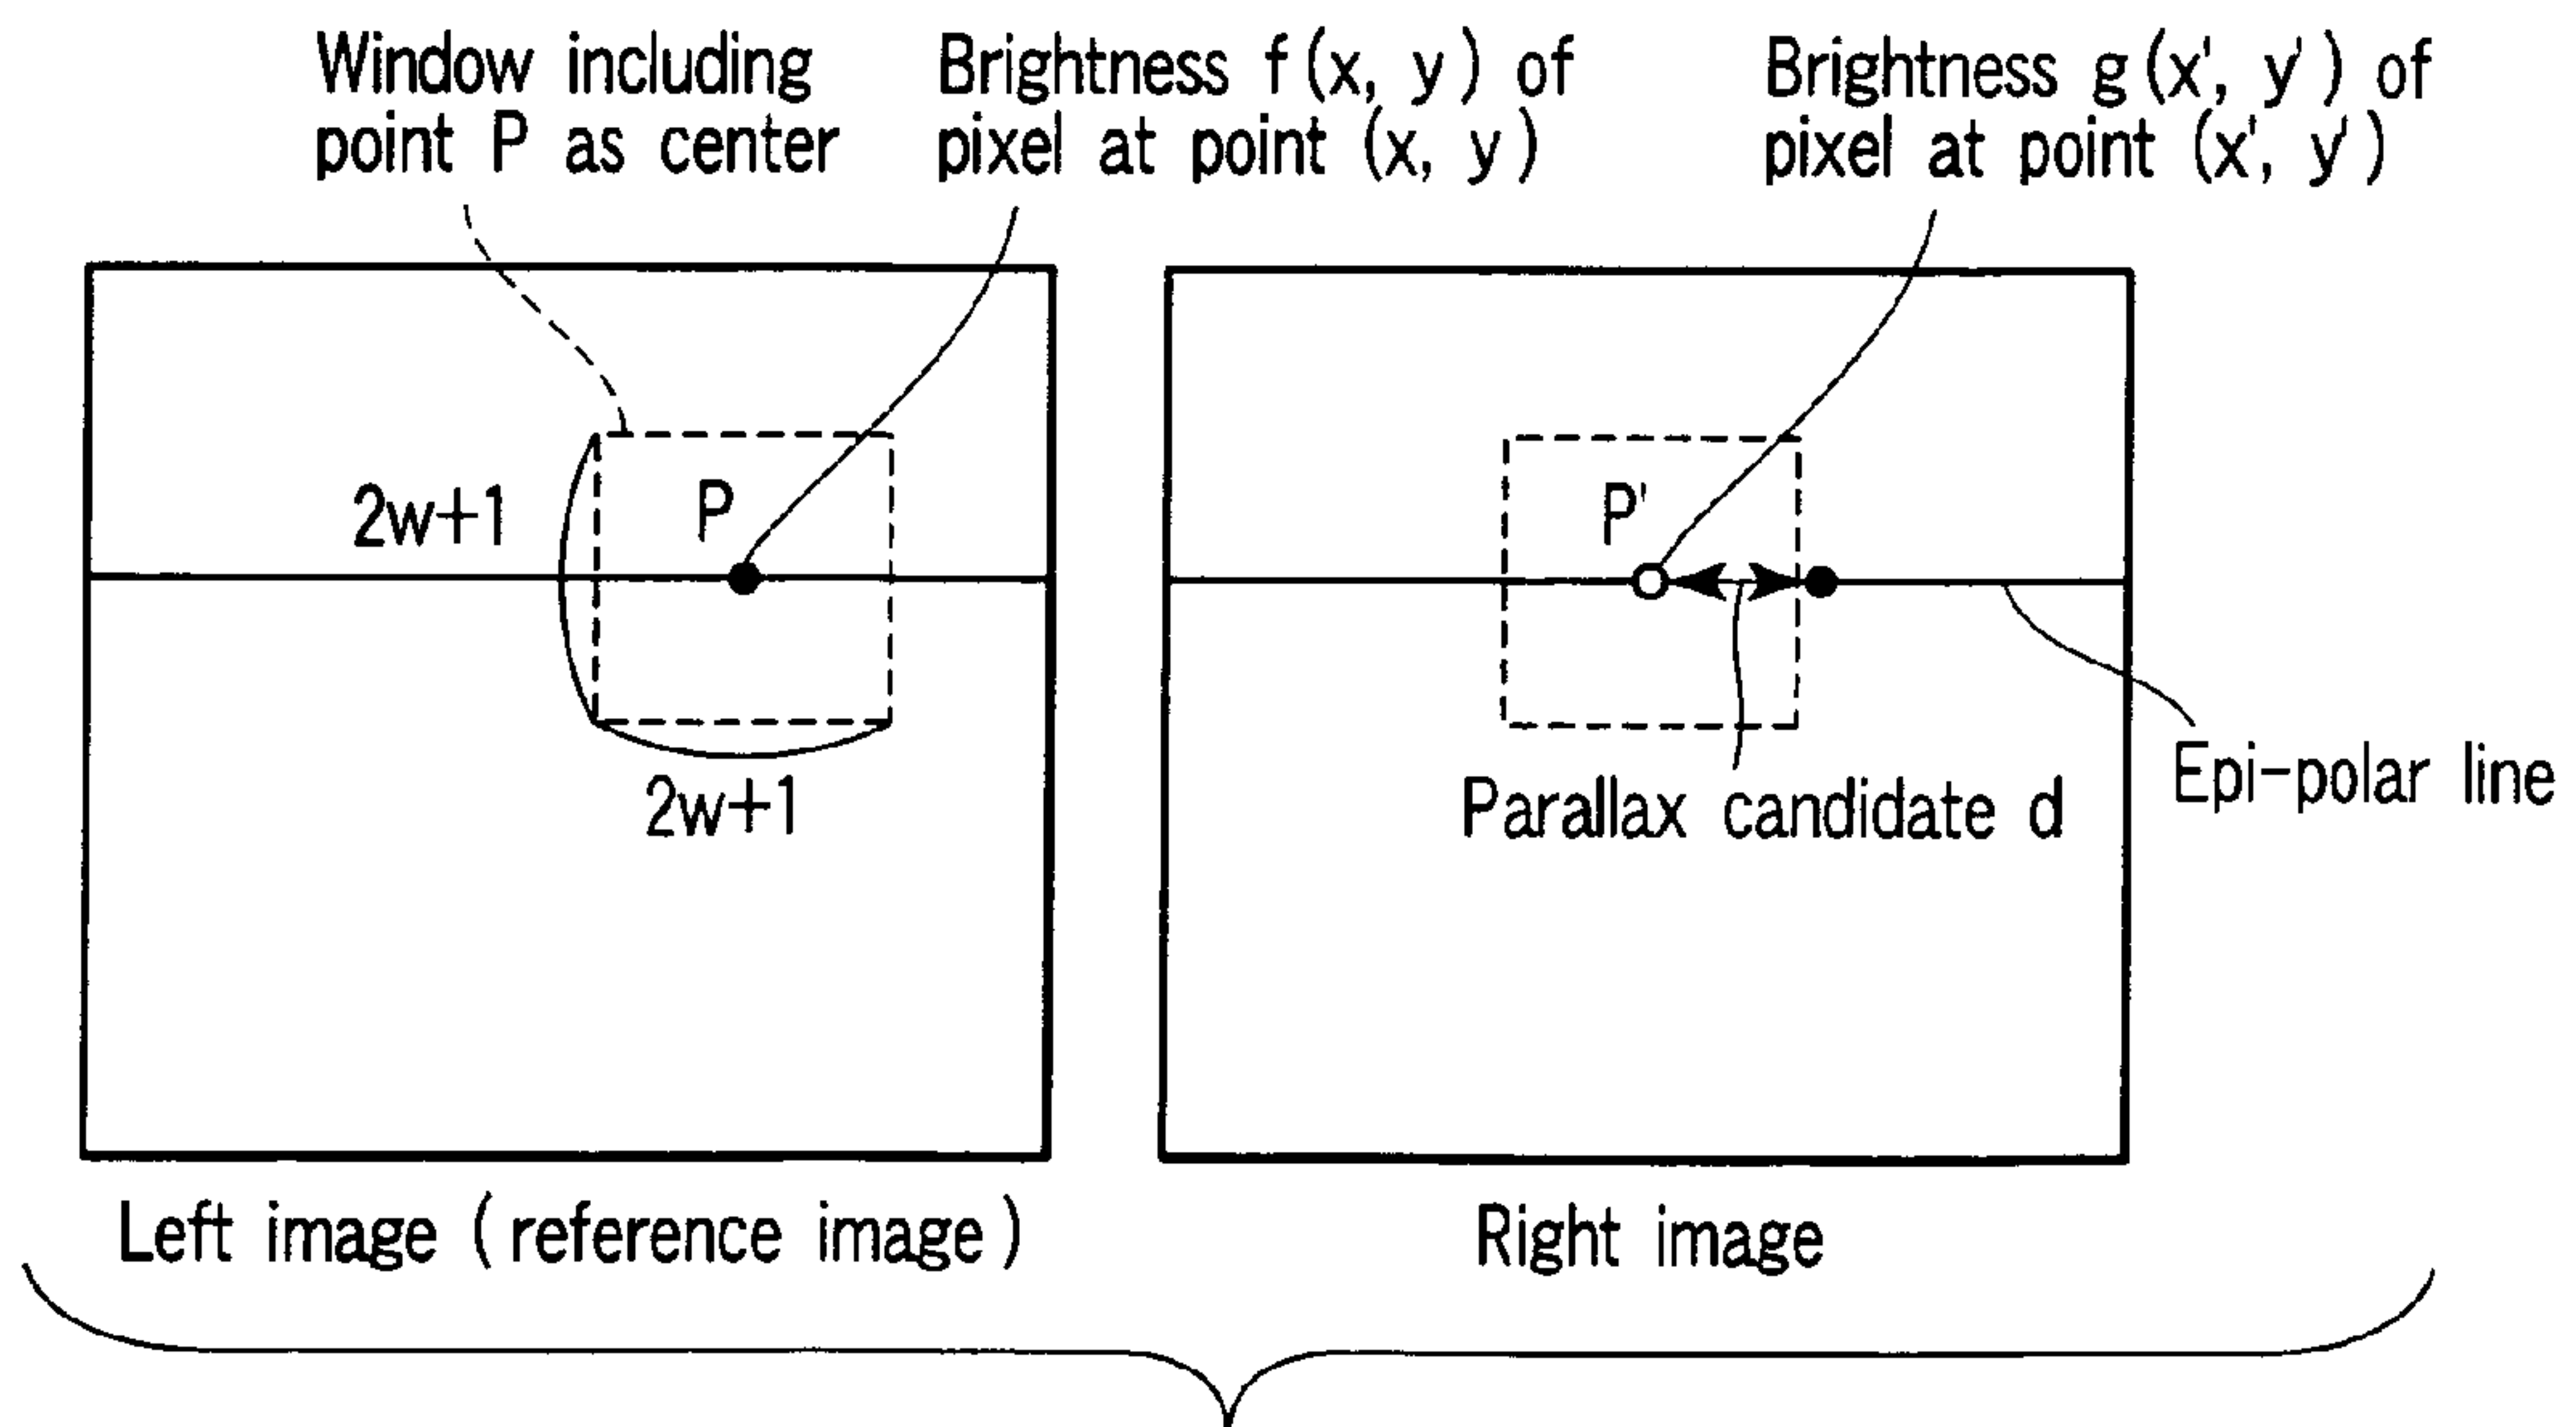 Window including
point P as center
Brightness f(x, y) of
pixel at point (x, y)
Brightness g(x', y') of
pixel at point (x', y')
2w+1
P
P'
2w+1
Parallax candidate d
Epi-polar line
Left image (reference image)
Right image